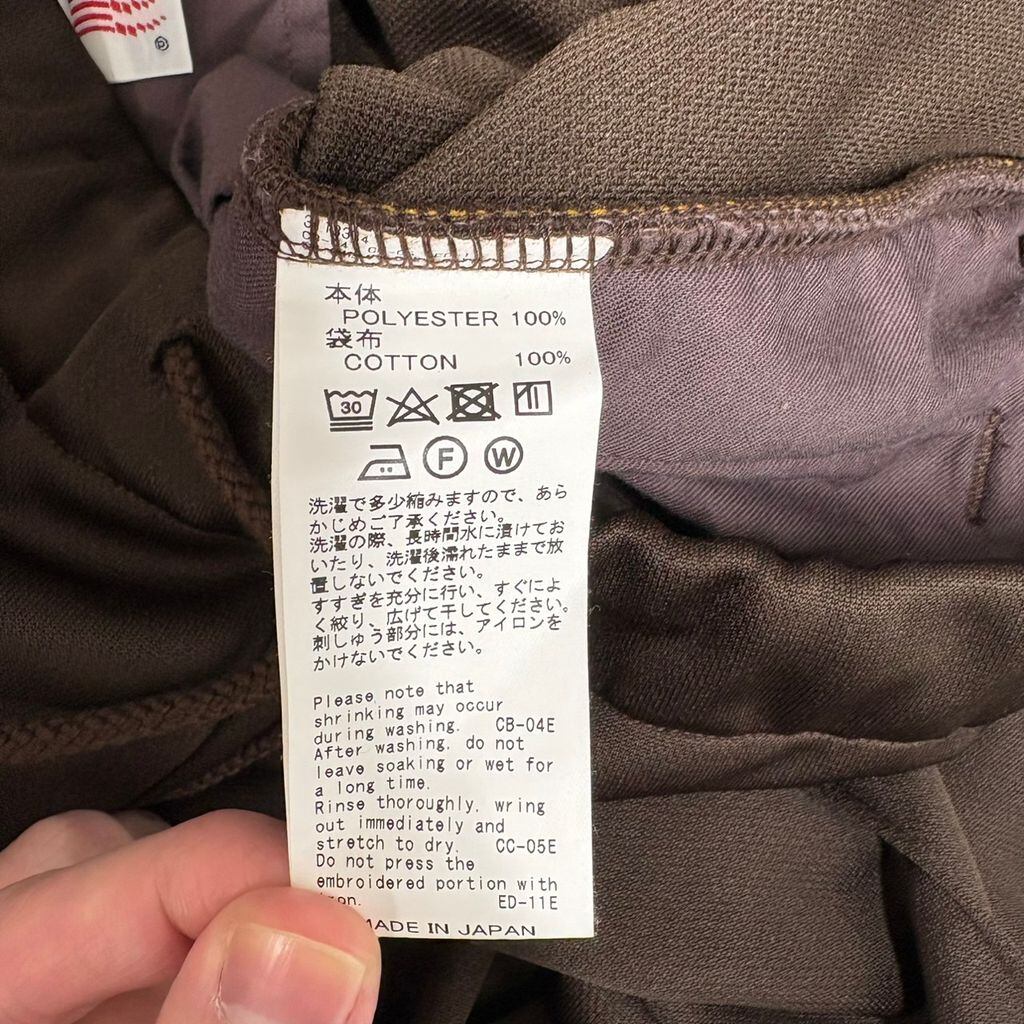 本体
POLYESTER 100%
袋布
COTTON 100%
30
F W
洗濯で多少縮みますので、あら
かじめご了承ください。
洗濯の際、長時間水に漬けてお
いたり、洗濯後濡れたままで放
置しないでください。
すすぎを充分に行い、すぐによ
く絞り、広げて干してください。
刺しゅう部分には、アイロンを
かけないでください。
Please note that
shrinking may occur
during washing. CB-04E
After washing, do not
leave soaking or wet for
a long time.
Rinse thoroughly, wring
out immediately and
stretch to dry. CC-05E
Do not press the
embroidered portion with
iron. ED-11E
MADE IN JAPAN